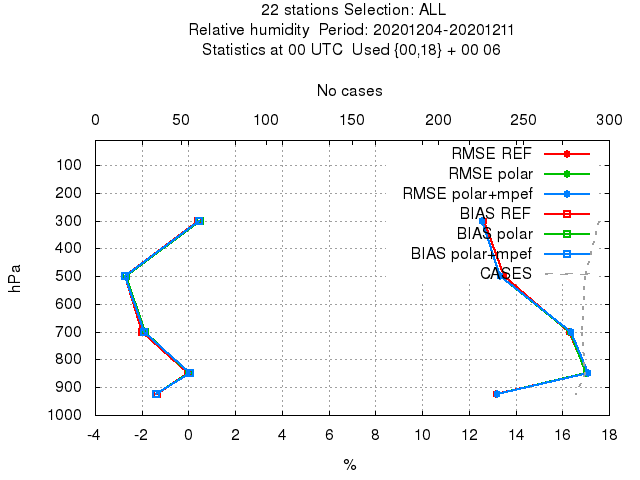 22 stations Selection: ALL
Relative humidity  Period: 20201204-20201211
Statistics at 00 UTC  Used {00,18} + 00 06
No cases
0 50 100 150 200 250 300
100
200
300
400
500
600
700
800
900
1000
hPa
RMSE REF
RMSE polar
RMSE polar+mpef
BIAS REF
BIAS polar
BIAS polar+mpef
CASES
-4 -2 0 2 4 6 8 10 12 14 16 18
%